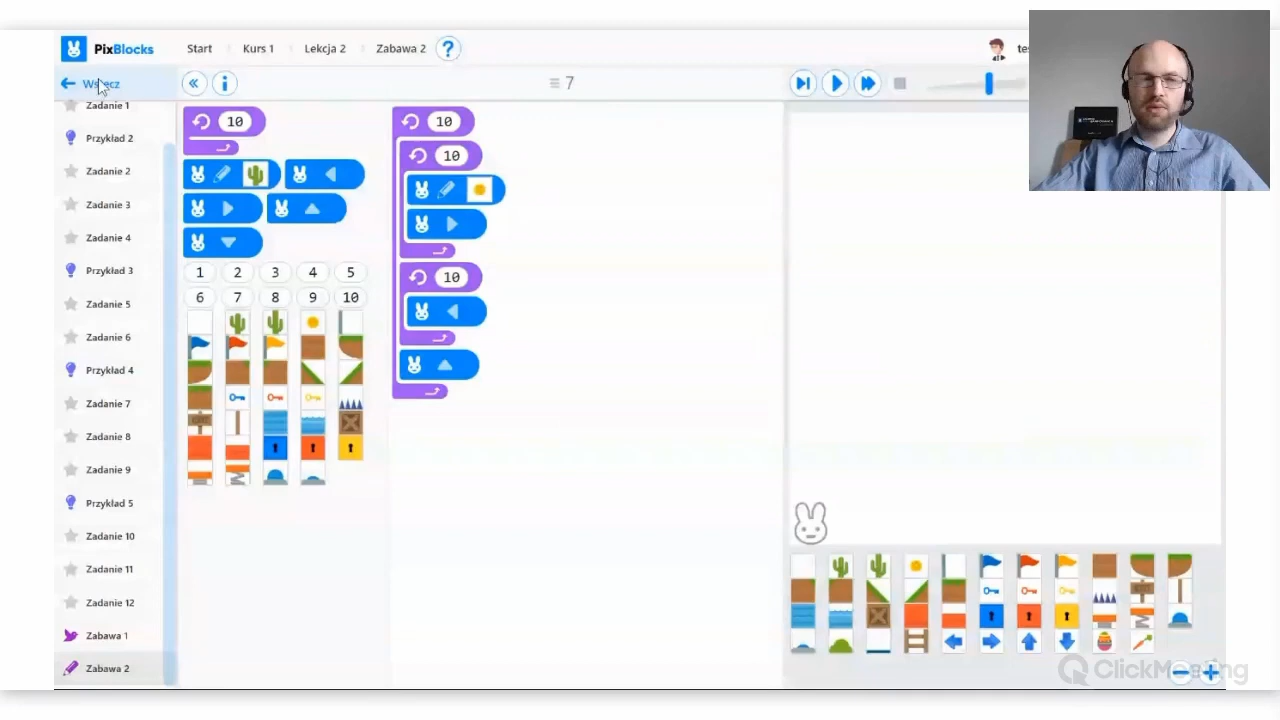 PixBlocks Start Kurs 1 Lekcja 2 Zabawa 2 ?
7
Zadanie 1
Przykład 2
Zadanie 2
Zadanie 3
Zadanie 4
Przykład 3
Zadanie 5
Zadanie 6
Przykład 4
Zadanie 7
Zadanie 8
Zadanie 9
Przykład 5
Zadanie 10
Zadanie 11
Zadanie 12
Zabawa 1
Zabawa 2
10
1 2 3 4 5
6 7 8 9 10
10
10
10
ClickMeeting